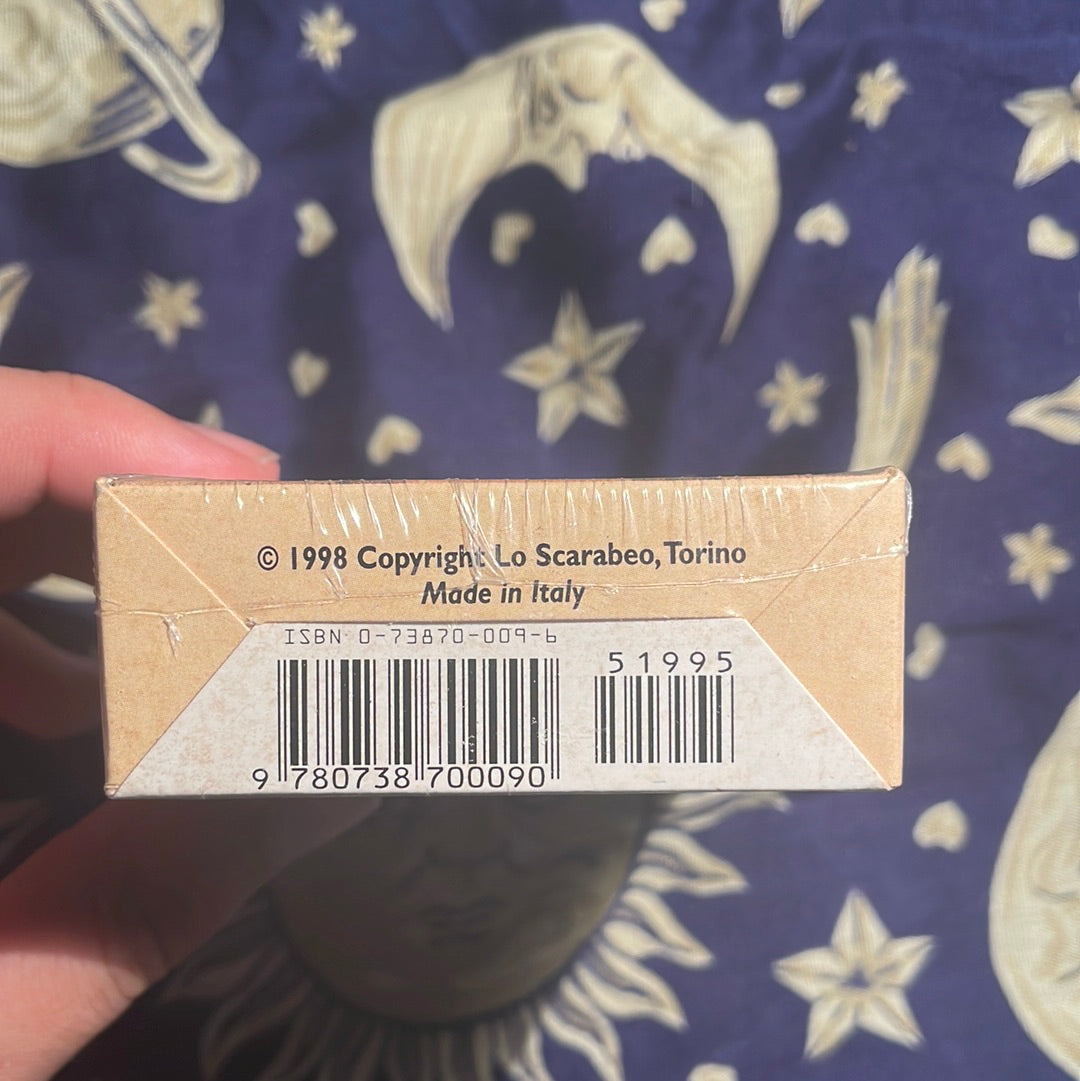 © 1998 Copyright Lo Scarabeo, Torino
Made in Italy
ISBN 0-73870-009-6
51995
9 780738 700090